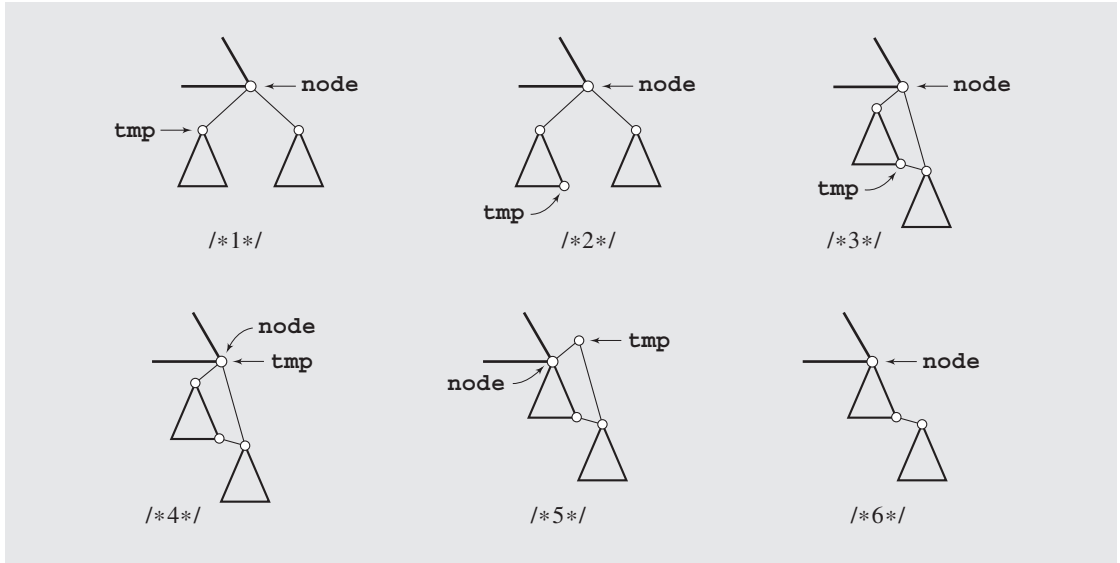 node
tmp
/*1*/
node
tmp
/*2*/
node
tmp
/*3*/
node
tmp
/*4*/
tmp
node
/*5*/
node
/*6*/